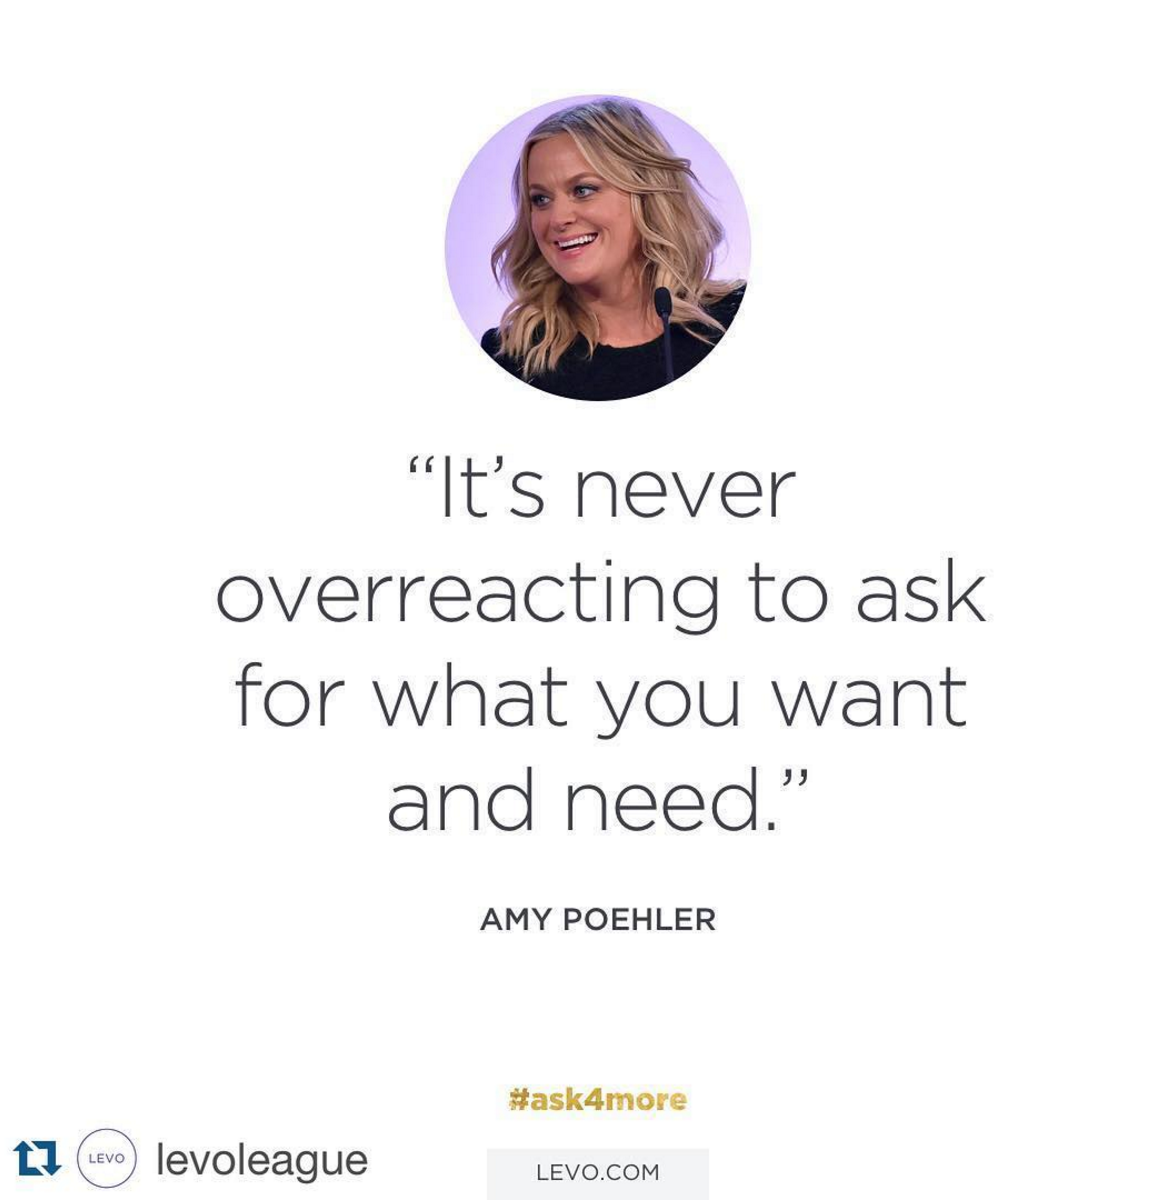 “It’s never
overreacting to ask
for what you want
and need.”
AMY POEHLER
#ask4more
LEVO levoleague
LEVO.COM